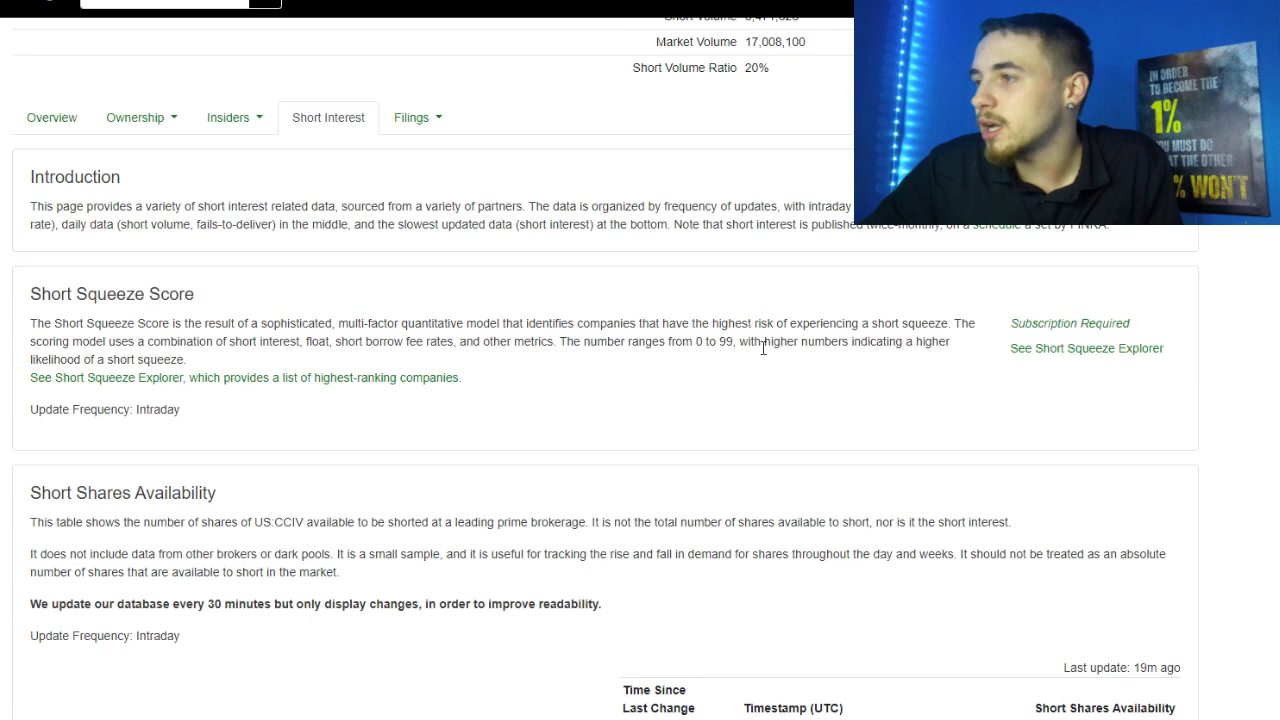 Market Volume 17,008,100
Short Volume Ratio 20%
Overview Ownership Insiders Short Interest Filings
IN ORDER
TO BECOME THE
1%
YOU MUST DO
AT THE OTHER
% WON'T
Introduction
This page provides a variety of short interest related data, sourced from a variety of partners. The data is organized by frequency of updates, with intraday
rate), daily data (short volume, fails-to-deliver) in the middle, and the slowest updated data (short interest) at the bottom. Note that short interest is published twice-monthly, on a schedule a set by FINRA.
Short Squeeze Score
The Short Squeeze Score is the result of a sophisticated, multi-factor quantitative model that identifies companies that have the highest risk of experiencing a short squeeze. The
scoring model uses a combination of short interest, float, short borrow fee rates, and other metrics. The number ranges from 0 to 99, with higher numbers indicating a higher
likelihood of a short squeeze.
See Short Squeeze Explorer, which provides a list of highest-ranking companies.
Subscription Required
See Short Squeeze Explorer
Update Frequency: Intraday
Short Shares Availability
This table shows the number of shares of US:CCIV available to be shorted at a leading prime brokerage. It is not the total number of shares available to short, nor is it the short interest.
It does not include data from other brokers or dark pools. It is a small sample, and it is useful for tracking the rise and fall in demand for shares throughout the day and weeks. It should not be treated as an absolute
number of shares that are available to short in the market.
We update our database every 30 minutes but only display changes, in order to improve readability.
Update Frequency: Intraday
Last update: 19m ago
Time Since
Last Change Timestamp (UTC) Short Shares Availability